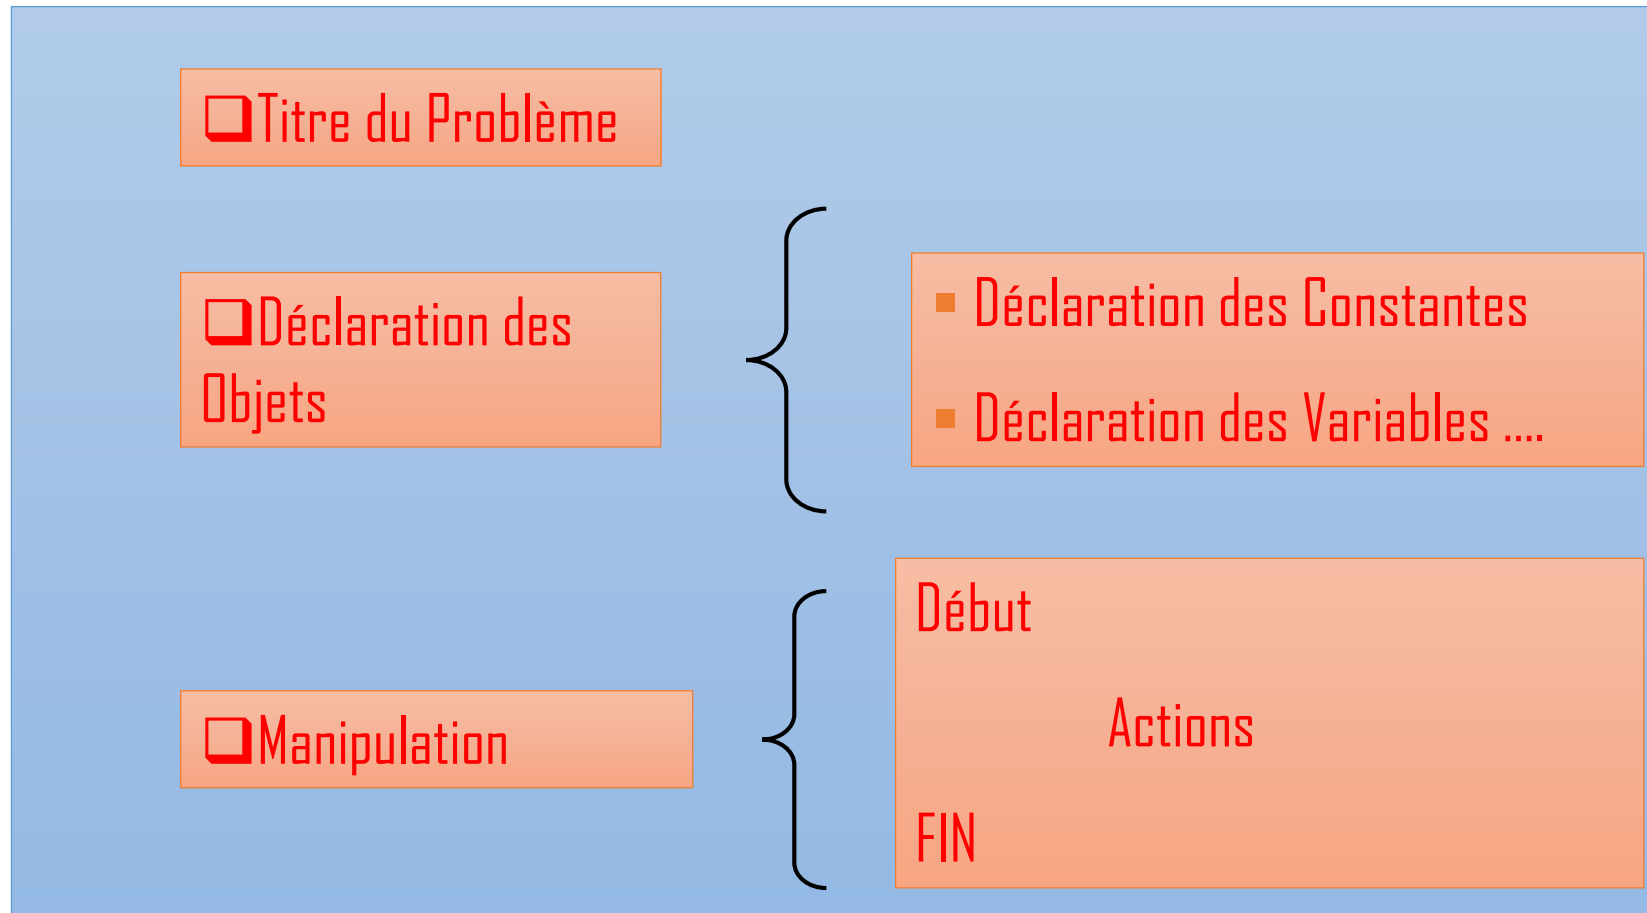 ❑Titre du Problème
❑Déclaration des
Objets
▪ Déclaration des Constantes
▪ Déclaration des Variables ....
❑Manipulation
Début
Actions
FIN